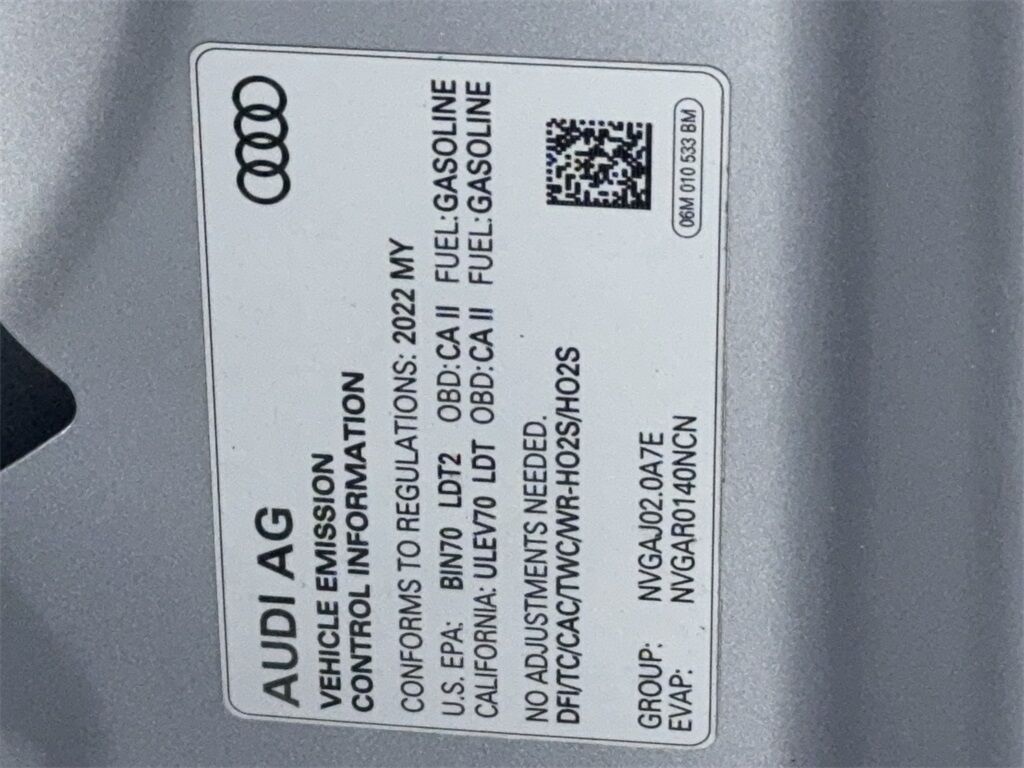 AUDI AG
VEHICLE EMISSION
CONTROL INFORMATION
CONFORMS TO REGULATIONS: 2022 MY
U.S. EPA: BIN70 LDT2 OBD:CA II FUEL:GASOLINE
CALIFORNIA: ULEV70 LDT OBD:CA II FUEL:GASOLINE
NO ADJUSTMENTS NEEDED.
DFI/TC/CAC/TWC/WR-HO2S/HO2S
GROUP: NVGAJ02.0A7E
EVAP: NVGAR0140NCN
06M 010 533 BM